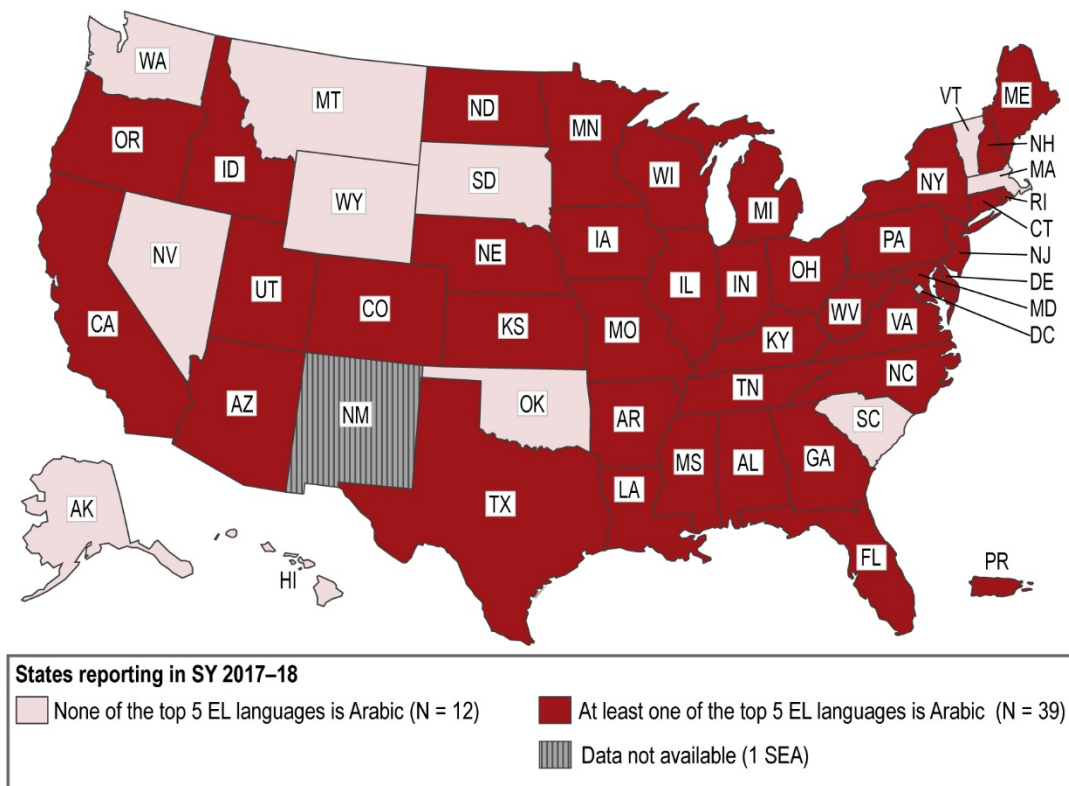 WA
MT
ND
MN
VT
ME
OR
ID
WY
SD
WI
MI
NY
NH
MA
RI
CT
NV
UT
CO
NE
IA
IL
IN
OH
PA
NJ
DE
MD
DC
CA
KS
MO
KY
WV
VA
AZ
NM
OK
AR
TN
NC
SC
TX
LA
MS
AL
GA
AK
HI
FL
PR
States reporting in SY 2017–18
None of the top 5 EL languages is Arabic (N = 12)
At least one of the top 5 EL languages is Arabic (N = 39)
Data not available (1 SEA)